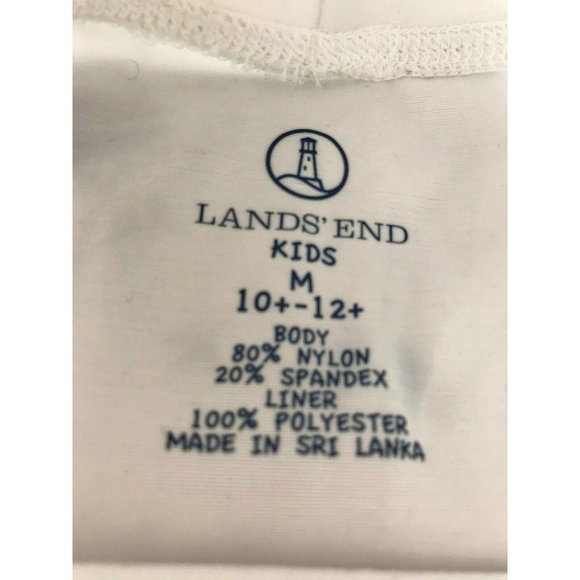 LANDS' END
KIDS
M
10+-12+
BODY
80% NYLON
20% SPANDEX
LINER
100% POLYESTER
MADE IN SRI LANKA